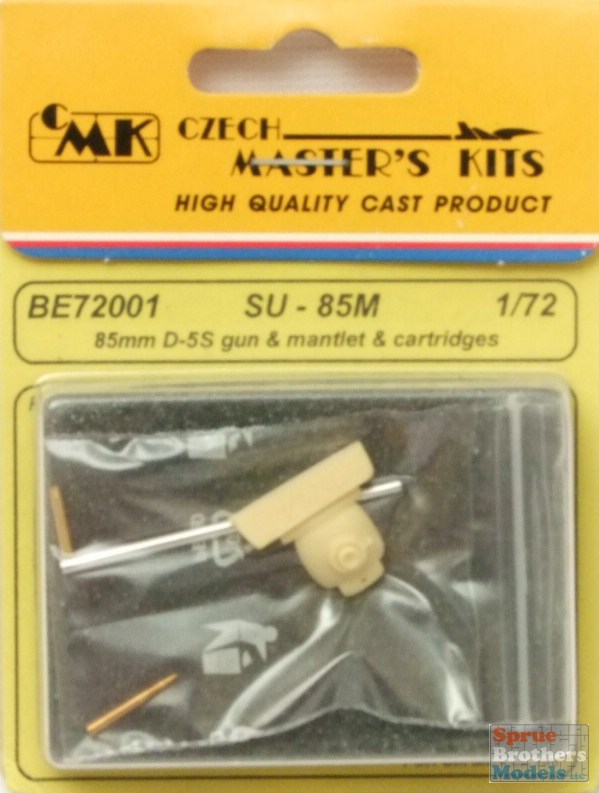 CMK
CZECH
MASTER'S KITS
HIGH QUALITY CAST PRODUCT
BE72001 SU - 85M 1/72
85mm D-5S gun & mantlet & cartridges
Sprue
Brothers
Models LLC